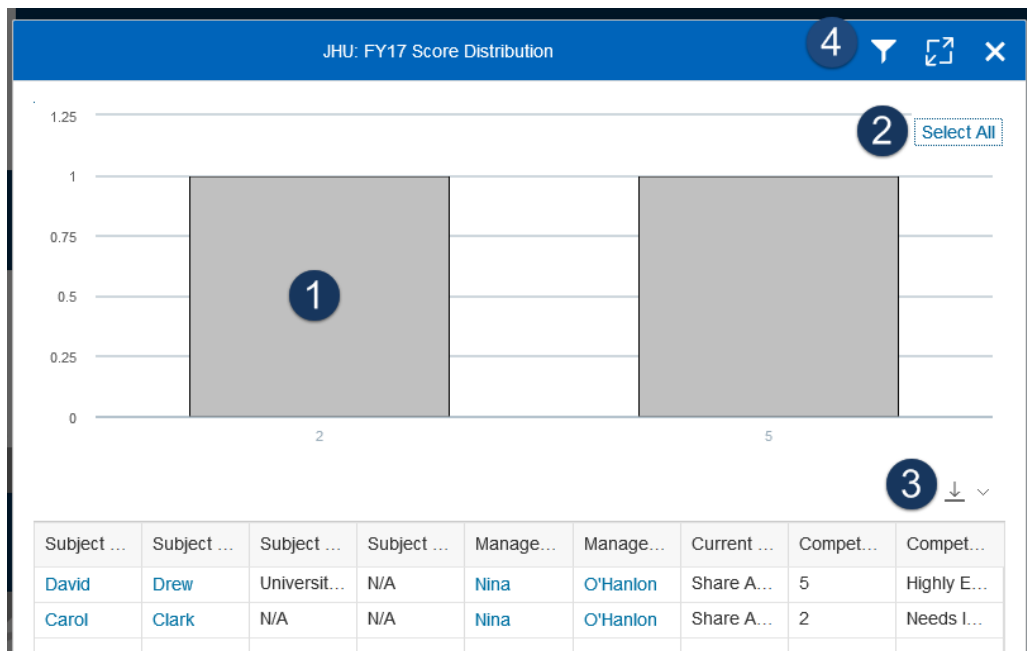 JHU: FY17 Score Distribution 4
1.25
2 Select All
1
0.75
0.5 1
0.25
0
2 5
3
Subject ... Subject ... Subject ... Subject ... Manage... Manage... Current ... Compet... Compet...
David Drew Universit... N/A Nina O'Hanlon Share A... 5 Highly E...
Carol Clark N/A N/A Nina O'Hanlon Share A... 2 Needs I...